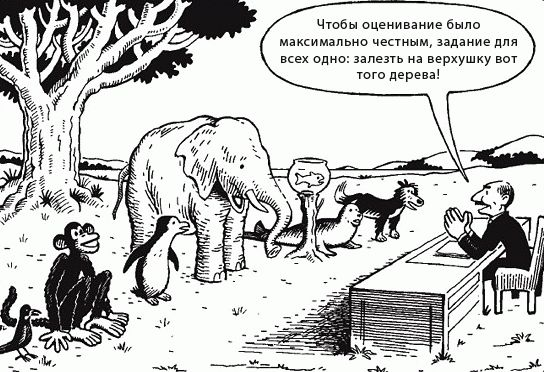 Чтобы оценивание было
максимально честным, задание для
всех одно: залезть на верхушку вот
того дерева!